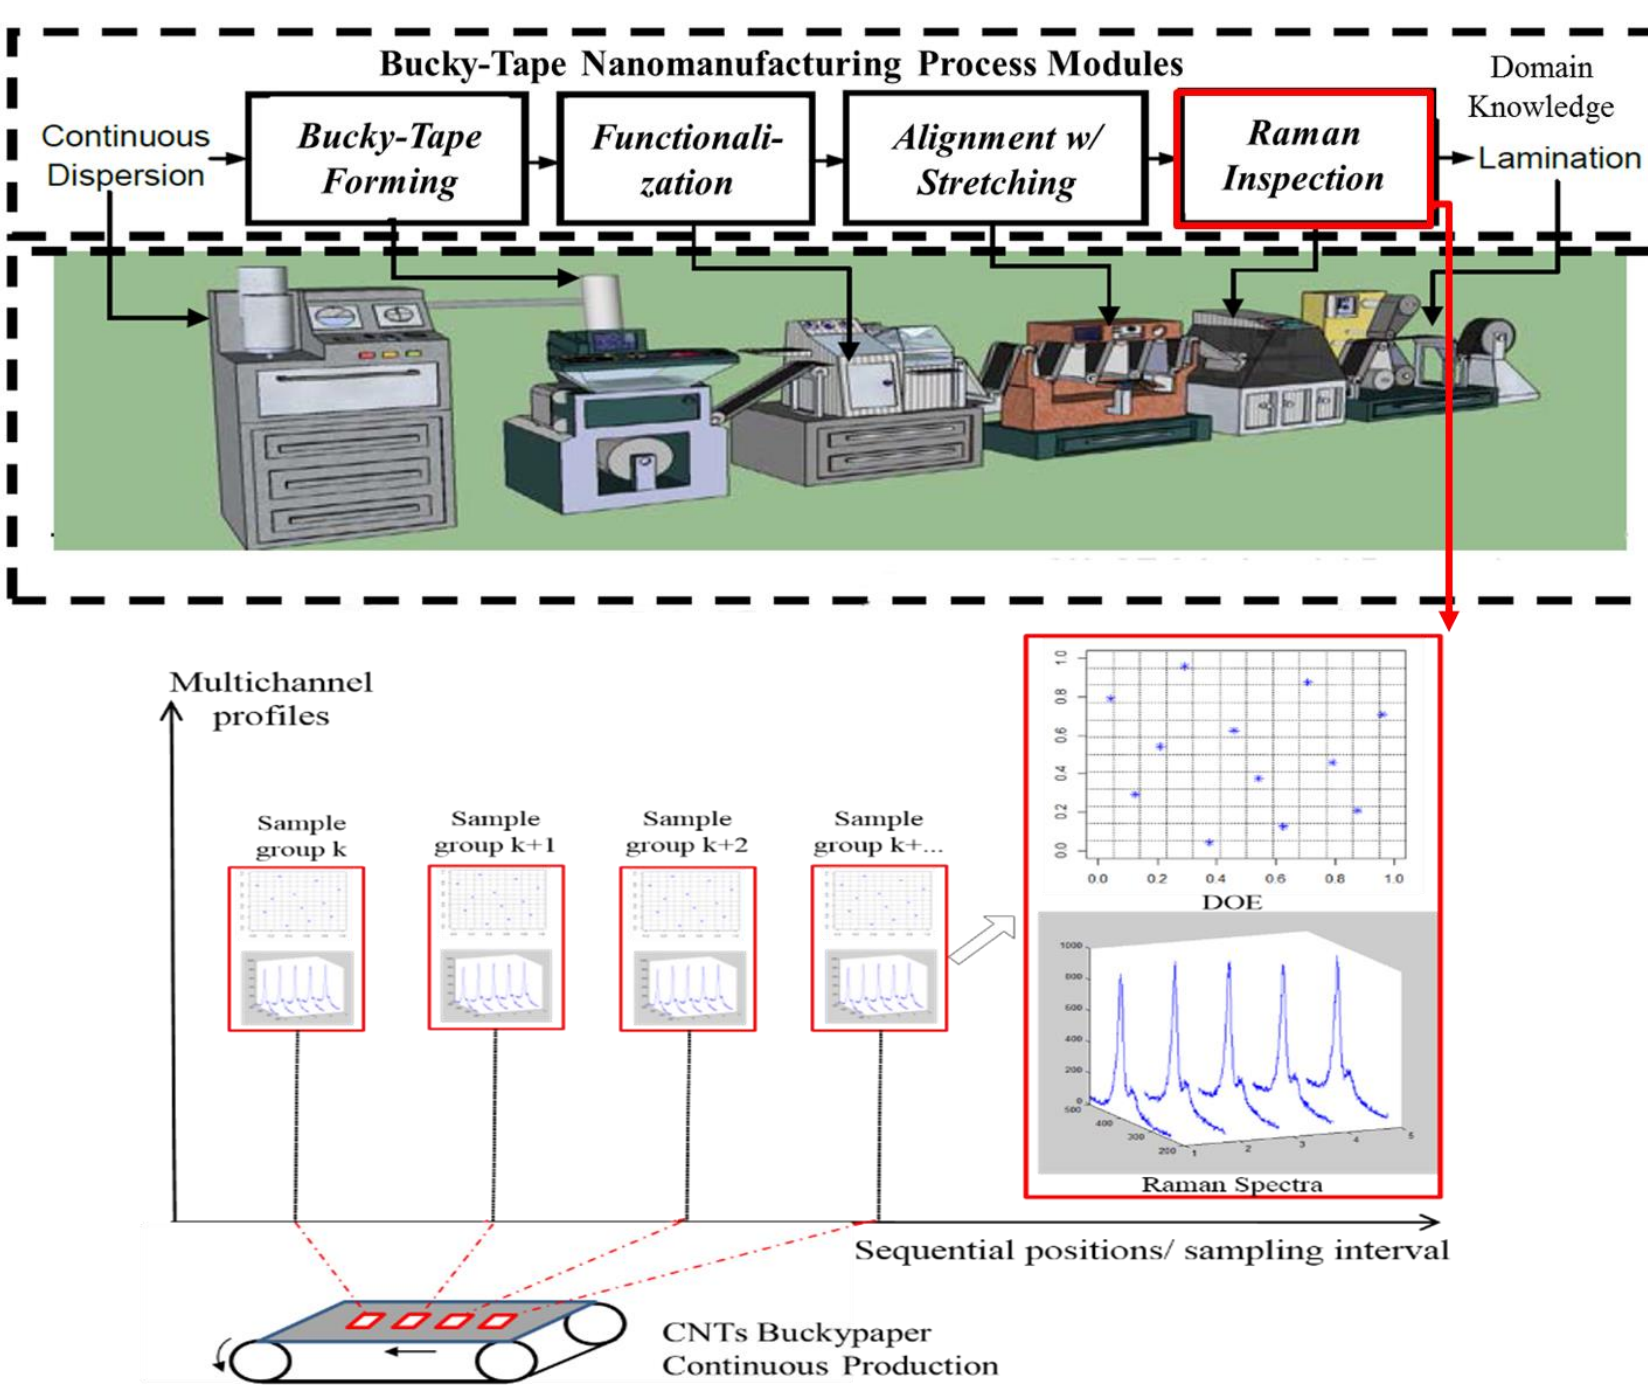 Bucky-Tape Nanomanufacturing Process Modules
Domain
Knowledge
Continuous
Dispersion
Bucky-Tape
Forming
Functionali-
zation
Alignment w/
Stretching
Raman
Inspection
Lamination
Multichannel
profiles
Sample
group k
Sample
group k+1
Sample
group k+2
Sample
group k+...
1.0
0.8
0.6
0.4
0.2
0.0
0.0 0.2 0.4 0.6 0.8 1.0
DOE
1000
800
600
400
200
0
500
400
300
200
1 2 3 4 5
Raman Spectra
Sequential positions/ sampling interval
CNTs Buckypaper
Continuous Production